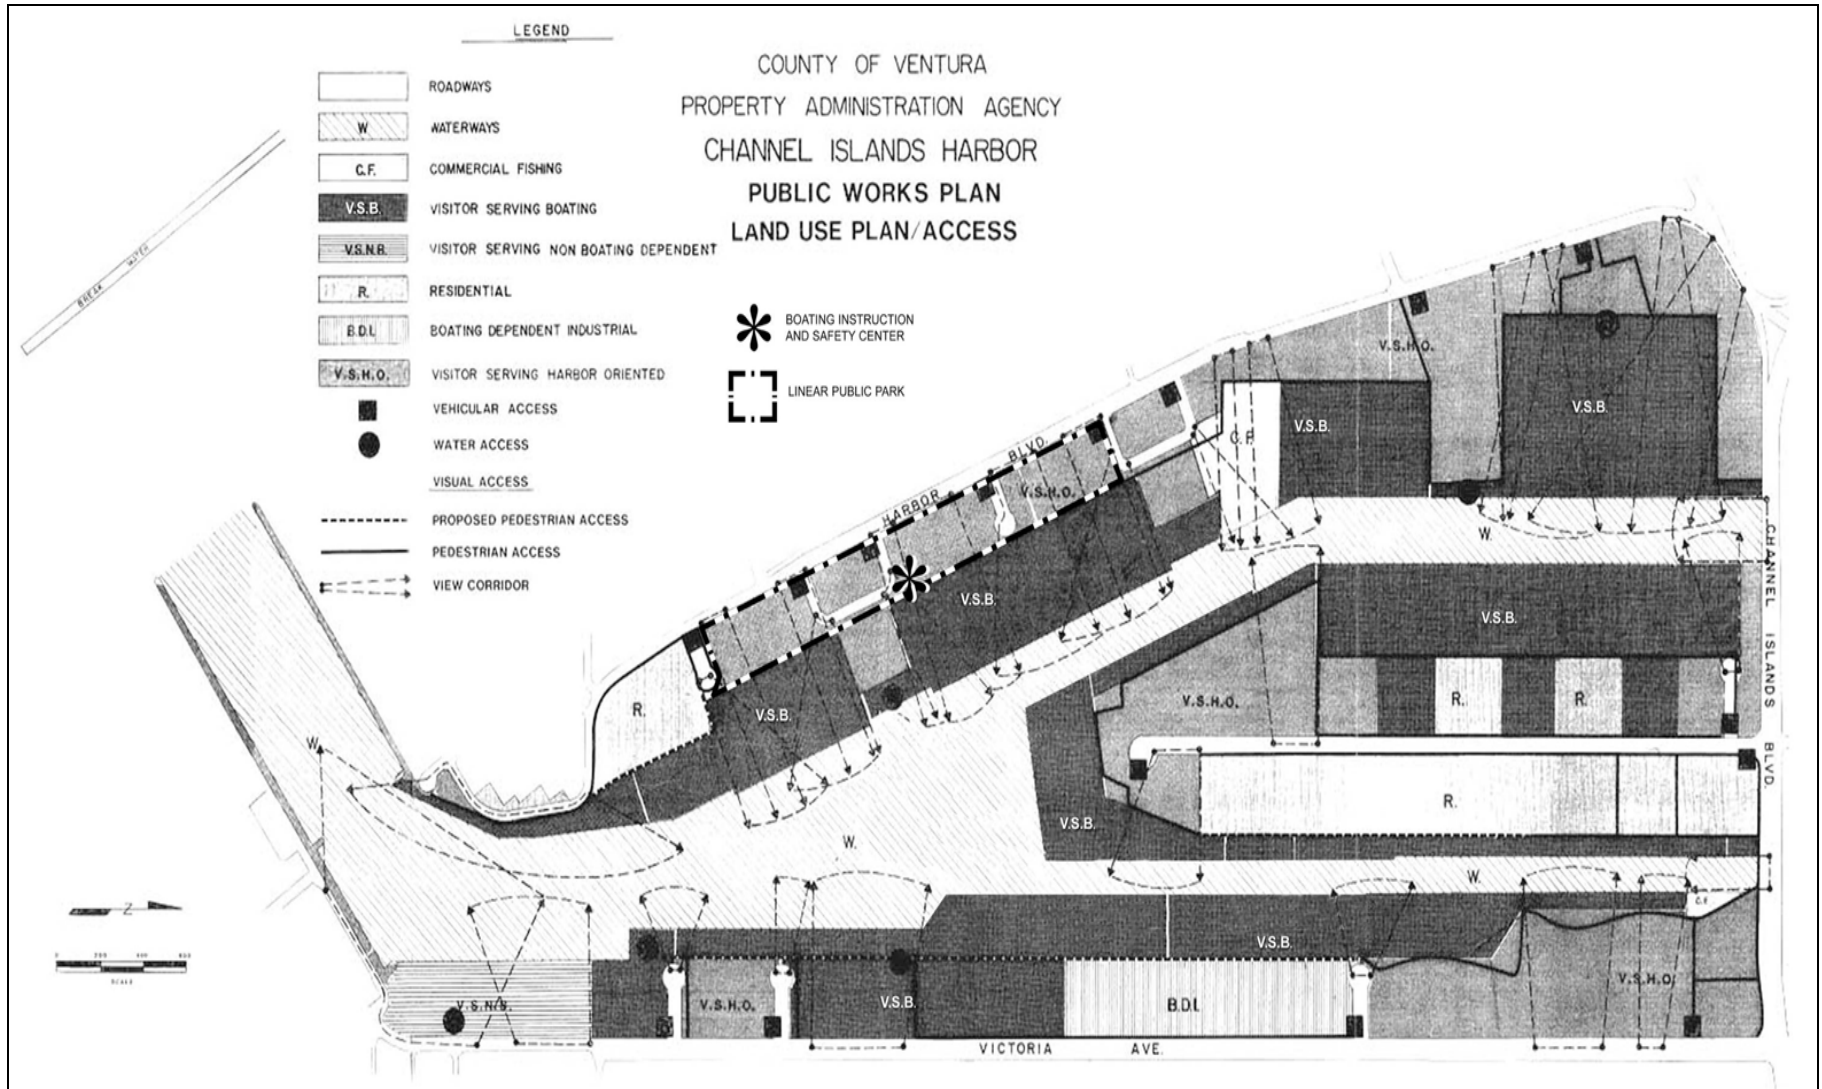 LEGEND
ROADWAYS
W
WATERWAYS
C.F.
COMMERCIAL FISHING
V.S.B.
VISITOR SERVING BOATING
V.S.N.B.
VISITOR SERVING NON BOATING DEPENDENT
R.
RESIDENTIAL
B.D.I.
BOATING DEPENDENT INDUSTRIAL
V.S.H.O.
VISITOR SERVING HARBOR ORIENTED
VEHICULAR ACCESS
WATER ACCESS
VISUAL ACCESS
PROPOSED PEDESTRIAN ACCESS
PEDESTRIAN ACCESS
VIEW CORRIDOR
COUNTY OF VENTURA
PROPERTY ADMINISTRATION AGENCY
CHANNEL ISLANDS HARBOR
PUBLIC WORKS PLAN
LAND USE PLAN/ACCESS
BOATING INSTRUCTION
AND SAFETY CENTER
LINEAR PUBLIC PARK
BREAK WATER
HARBOR BLVD.
V.S.H.O.
V.S.H.O.
C.F.
V.S.B.
V.S.B.
W.
V.S.B.
V.S.B.
CHANNEL ISLANDS BLVD.
R.
V.S.B.
V.S.H.O.
R.
R.
W.
R.
V.S.B.
W.
W.
C.F.
V.S.B.
V.S.N.B.
V.S.H.O.
V.S.B.
B.D.I.
V.S.H.O.
VICTORIA AVE.
Z
SCALE